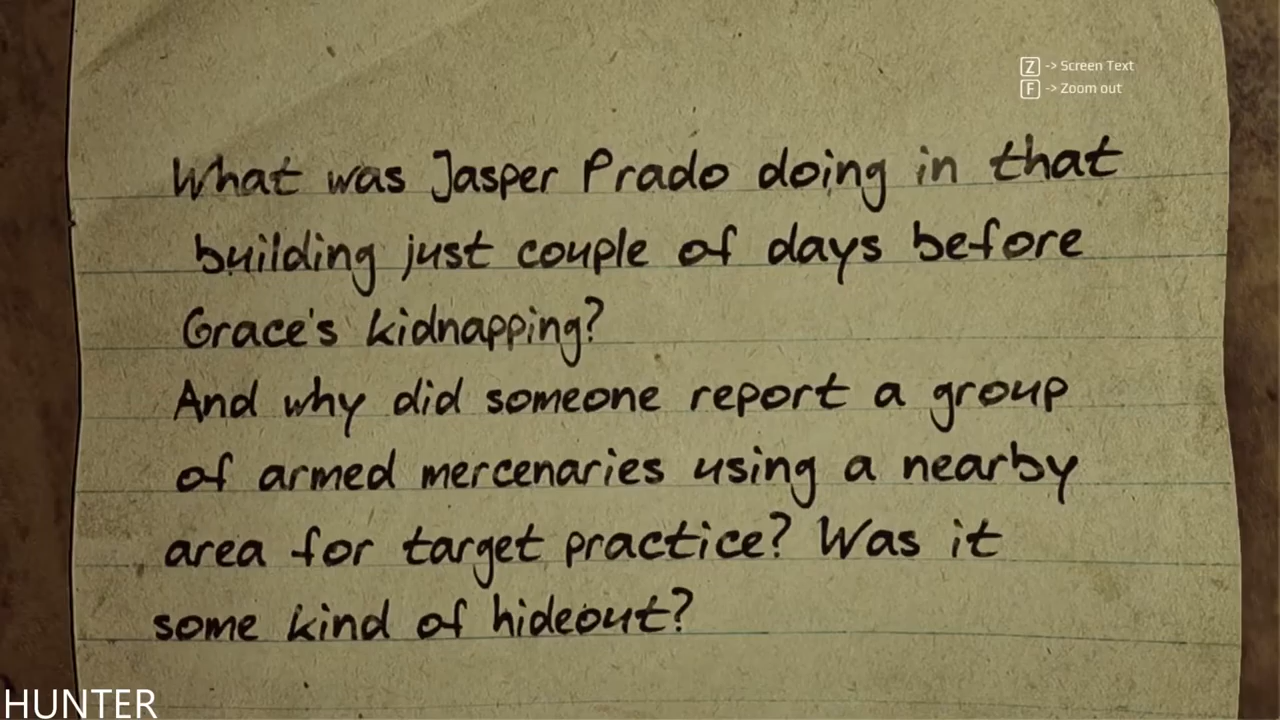 Z -> Screen Text
F -> Zoom out
What was Jasper Prado doing in that
building just couple of days before
Grace's kidnapping?
And why did someone report a group
of armed mercenaries using a nearby
area for target practice? Was it
some kind of hideout?
HUNTER